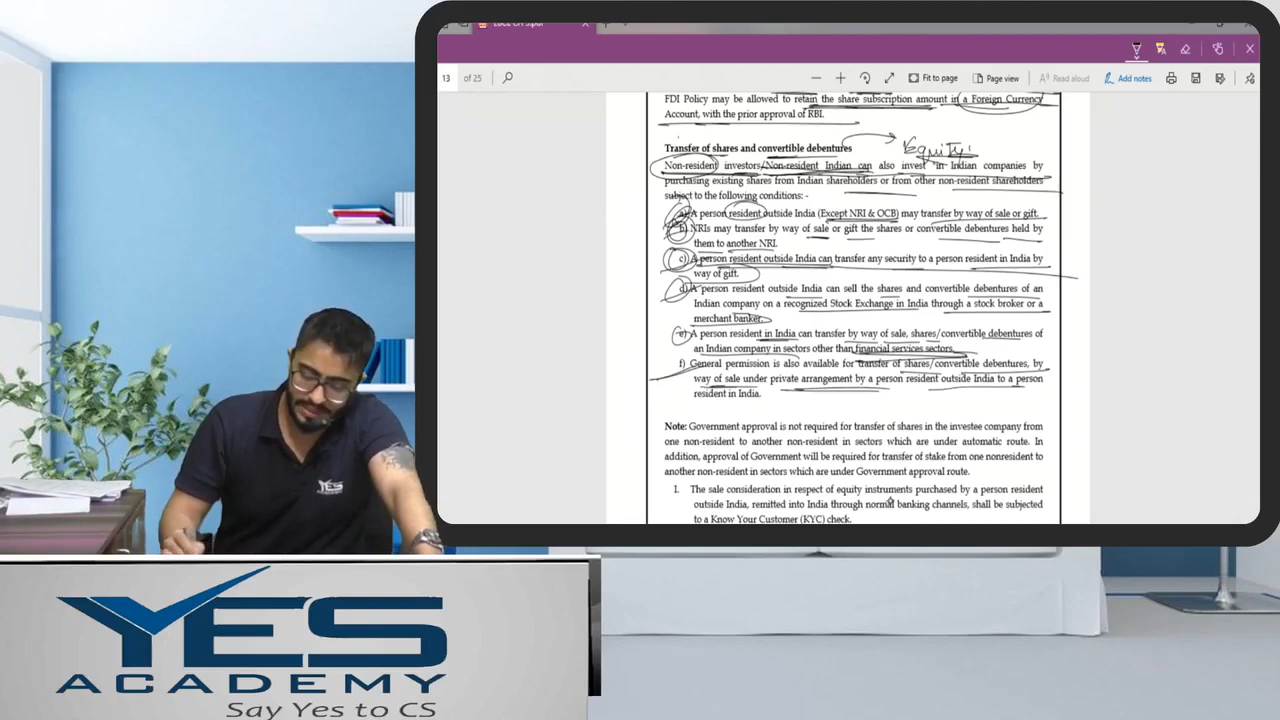 13 of 25
Fit to page
Page view
Read aloud
Add notes
FDI Policy may be allowed to retain the share subscription amount in a Foreign Currency
Account, with the prior approval of RBI.
Transfer of shares and convertible debentures
Equity
Non-resident investors/Non-resident Indian can also invest in Indian companies by
purchasing existing shares from Indian shareholders or from other non-resident shareholders
subject to the following conditions: -
a) A person resident outside India (Except NRI & OCB) may transfer by way of sale or gift.
b) NRIs may transfer by way of sale or gift the shares or convertible debentures held by
them to another NRI.
c) A person resident outside India can transfer any security to a person resident in India by
way of gift.
d) A person resident outside India can sell the shares and convertible debentures of an
Indian company on a recognized Stock Exchange in India through a stock broker or a
merchant banker.
e) A person resident in India can transfer by way of sale, shares/convertible debentures of
an Indian company in sectors other than financial services sectors.
f) General permission is also available for transfer of shares/convertible debentures, by
way of sale under private arrangement by a person resident outside India to a person
resident in India.
Note: Government approval is not required for transfer of shares in the investee company from
one non-resident to another non-resident in sectors which are under automatic route. In
addition, approval of Government will be required for transfer of stake from one nonresident to
another non-resident in sectors which are under Government approval route.
1. The sale consideration in respect of equity instruments purchased by a person resident
outside India, remitted into India through normal banking channels, shall be subjected
to a Know Your Customer (KYC) check.
YES
YES
ACADEMY
Say Yes to CS